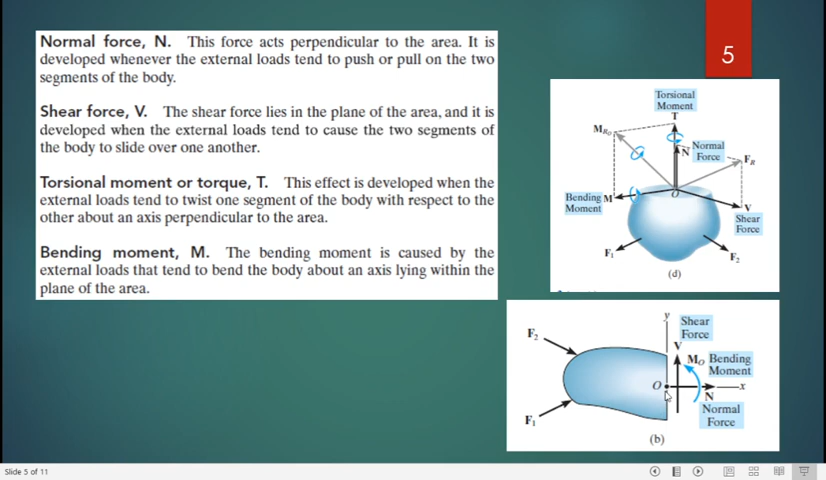 Normal force, N. This force acts perpendicular to the area. It is
developed whenever the external loads tend to push or pull on the two
segments of the body.
Shear force, V. The shear force lies in the plane of the area, and it is
developed when the external loads tend to cause the two segments of
the body to slide over one another.
Torsional moment or torque, T. This effect is developed when the
external loads tend to twist one segment of the body with respect to the
other about an axis perpendicular to the area.
Bending moment, M. The bending moment is caused by the
external loads that tend to bend the body about an axis lying within the
plane of the area.
5
Torsional
Moment
T
M_{R_O}
N
Normal
Force
F_R
Bending M
Moment
O
V
Shear
Force
F₁
F₂
(d)
y
Shear
Force
V
F₂
M_O Bending
Moment
O
x
N
Normal
Force
F₁
(b)
Slide 5 of 11